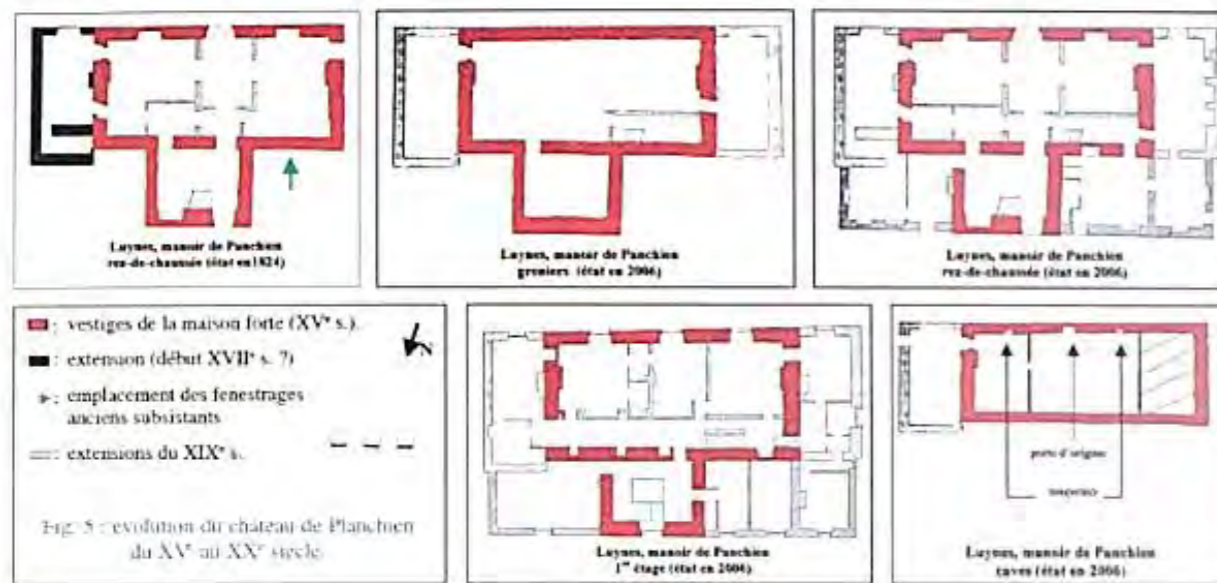 Luynes, manoir de Panchien
rez-de-chaussée (état en 1824)
Luynes, manoir de Panchien
greniers (état en 2006)
Luynes, manoir de Panchien
rez-de-chaussée (état en 2006)
: vestiges de la maison forte (XVe s.).
: extension (début XVIIe s. ?)
: emplacement des fenestrages
anciens subsistants
: extensions du XIXe s.
Fig. 5 : évolution du château de Planchien
du XVe au XXe siècle.
Luynes, manoir de Panchien
1er étage (état en 2006)
porte d'origine
Luynes, manoir de Panchien
caves (état en 2006)